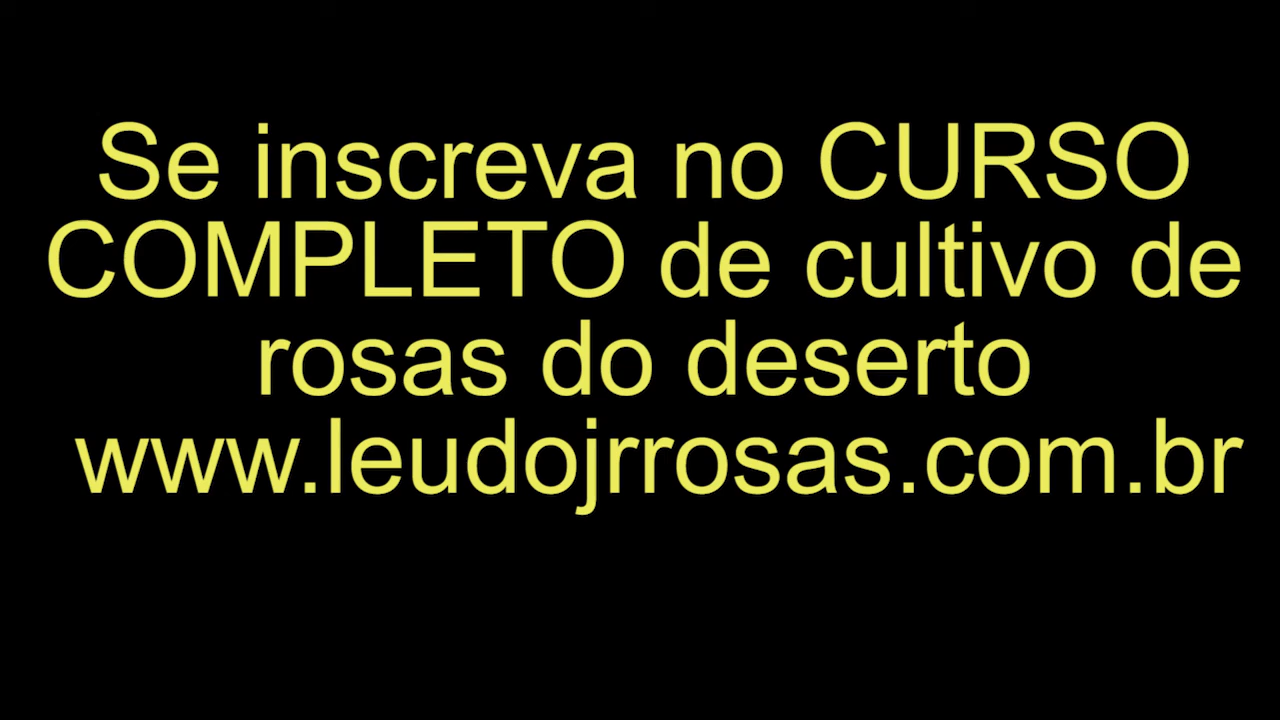 Se inscreva no CURSO
COMPLETO de cultivo de
rosas do deserto
www.leudojrrosas.com.br